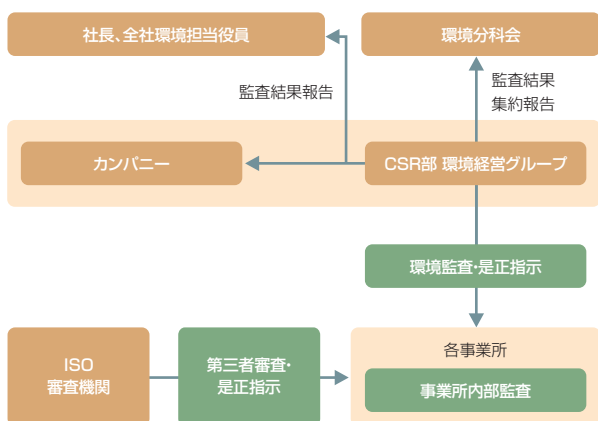 社長、全社環境担当役員
環境分科会
監査結果報告
監査結果
集約報告
カンパニー
CSR部 環境経営グループ
環境監査・是正指示
ISO
審査機関
第三者審査・
是正指示
各事業所
事業所内部監査